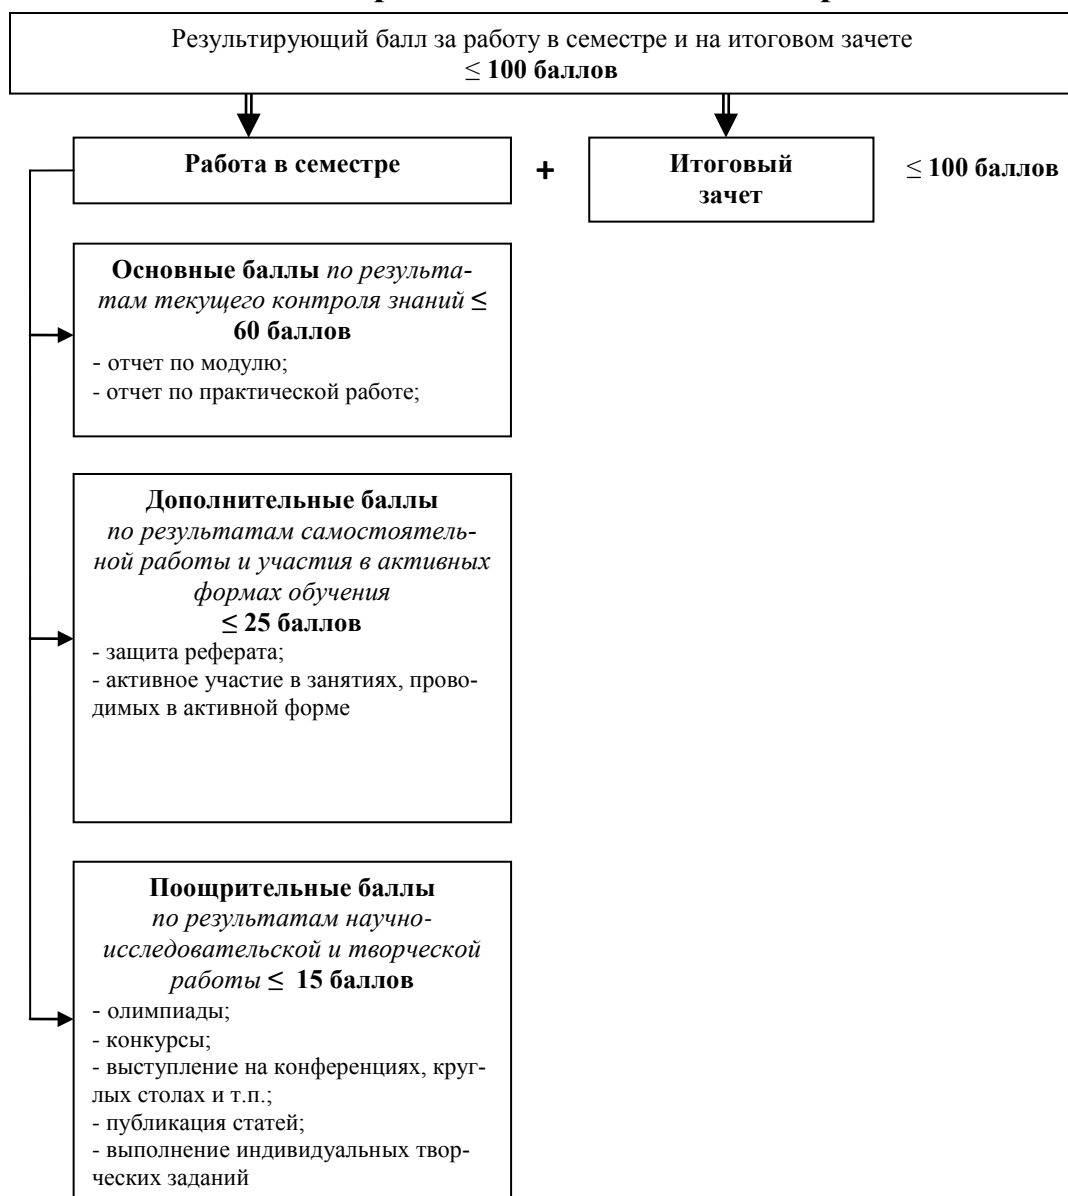 Результирующий балл за работу в семестре и на итоговом зачете
≤ 100 баллов
Работа в семестре
+
Итоговый
зачет
≤ 100 баллов
Основные баллы по результа-
там текущего контроля знаний ≤
60 баллов
- отчет по модулю;
- отчет по практической работе;
Дополнительные баллы
по результатам самостоятель-
ной работы и участия в активных
формах обучения
≤ 25 баллов
- защита реферата;
- активное участие в занятиях, прово-
димых в активной форме
Поощрительные баллы
по результатам научно-
исследовательской и творческой
работы ≤ 15 баллов
- олимпиады;
- конкурсы;
- выступление на конференциях, круг-
лых столах и т.п.;
- публикация статей;
- выполнение индивидуальных твор-
ческих заданий